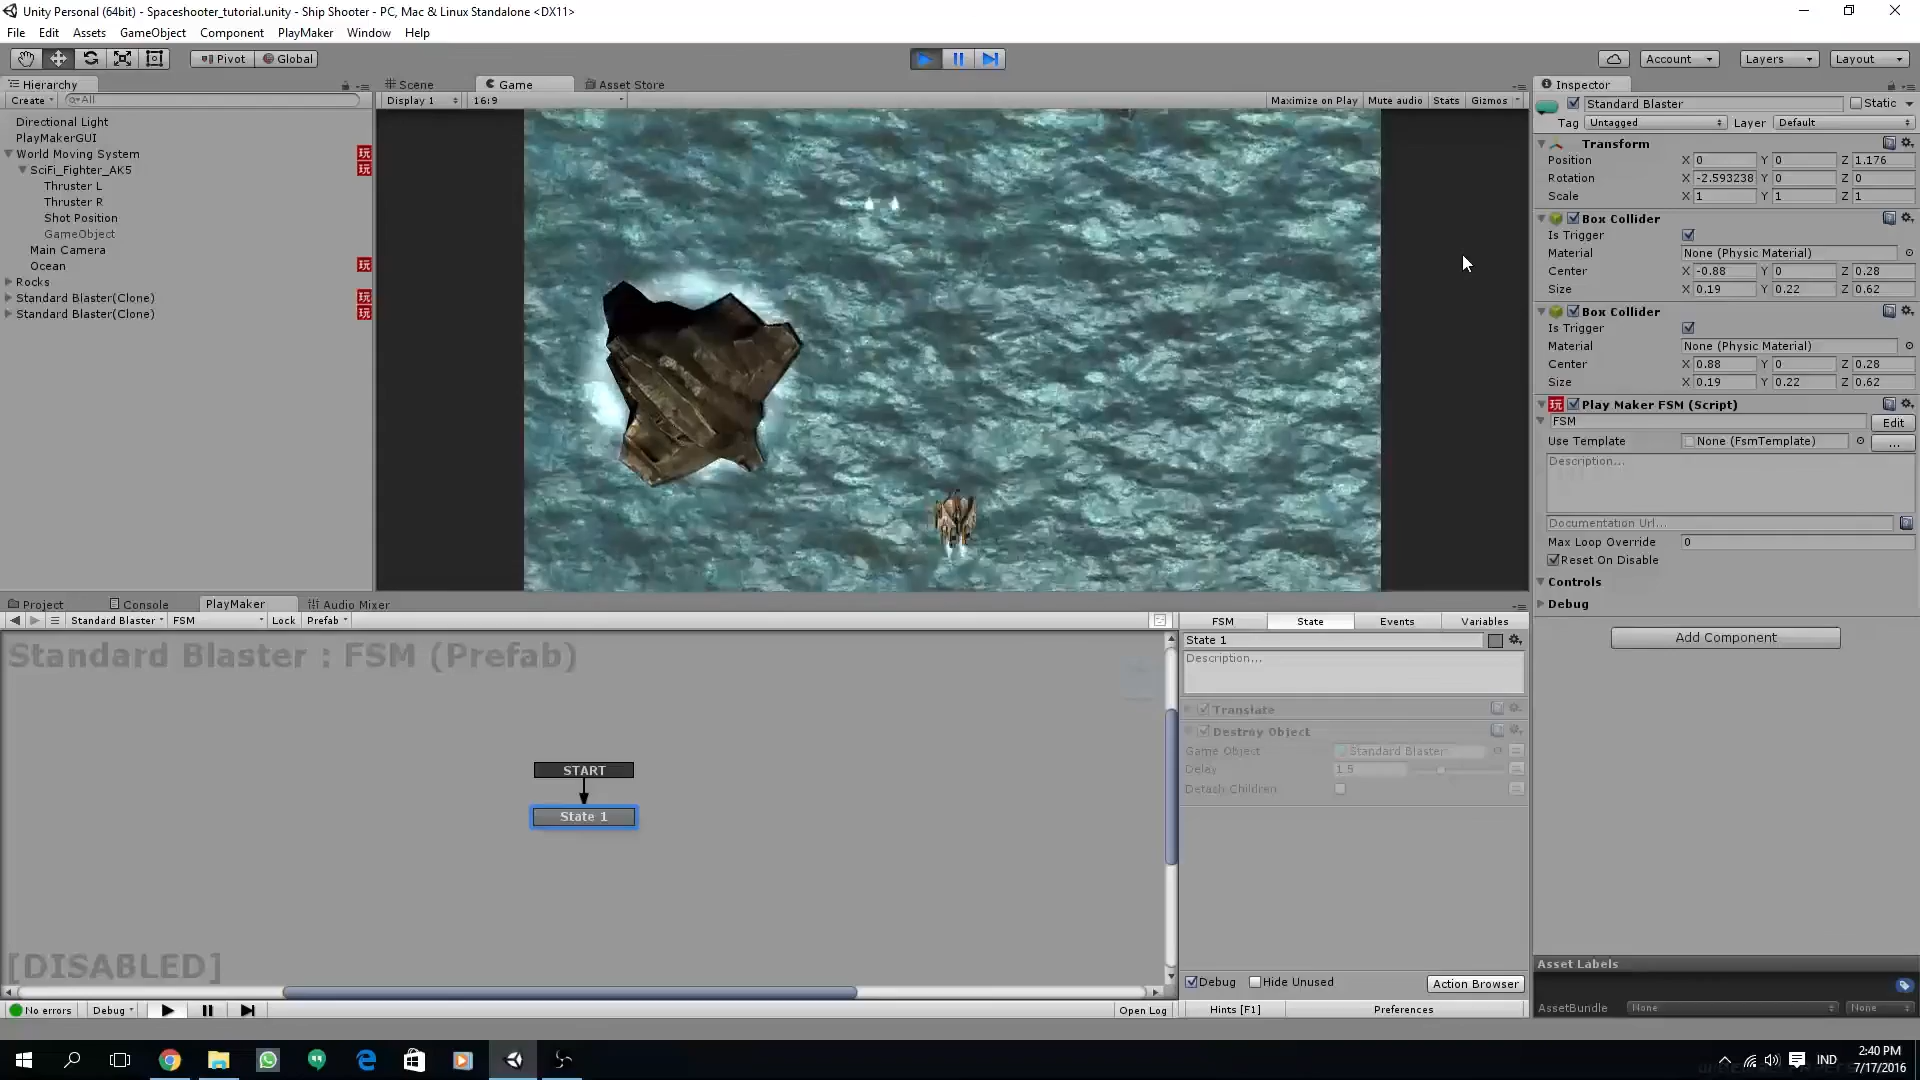 Unity Personal (64bit) - Spaceshooter_tutorial.unity - Ship Shooter - PC, Mac & Linux Standalone <DX11>
File Edit Assets GameObject Component PlayMaker Window Help
Pivot Global Account Layers Layout
Hierarchy
Create All
Directional Light
PlayMakerGUI
World Moving System 玩
SciFi_Fighter_AK5 玩
Thruster L
Thruster R
Shot Position
GameObject
Main Camera
Ocean 玩
Rocks
Standard Blaster(Clone) 玩
Standard Blaster(Clone) 玩
Scene Game Asset Store
Display 1 16:9 Maximize on Play Mute audio Stats Gizmos
Inspector
Standard Blaster Static
Tag Untagged Layer Default
Transform
Position X 0 Y 0 Z 1.176
Rotation X -2.593238 Y 0 Z 0
Scale X 1 Y 1 Z 1
Box Collider
Is Trigger
Material None (Physic Material)
Center X -0.88 Y 0 Z 0.28
Size X 0.19 Y 0.22 Z 0.62
Box Collider
Is Trigger
Material None (Physic Material)
Center X 0.88 Y 0 Z 0.28
Size X 0.19 Y 0.22 Z 0.62
玩 Play Maker FSM (Script)
FSM Edit
Use Template None (FsmTemplate) ...
Description...
Documentation Url...
Max Loop Override 0
Reset On Disable
Controls
Debug
Add Component
Asset Labels
AssetBundle None None
Project Console PlayMaker Audio Mixer
Standard Blaster FSM Lock Prefab
Standard Blaster : FSM (Prefab)
START
State 1
[DISABLED]
FSM State Events Variables
State 1
Description...
Translate
Destroy Object
Game Object Standard Blaster
Delay 1.5
Detach Children
Debug Hide Unused Action Browser
No errors Debug Open Log Hints [F1] Preferences
IND
2:40 PM
7/17/2016